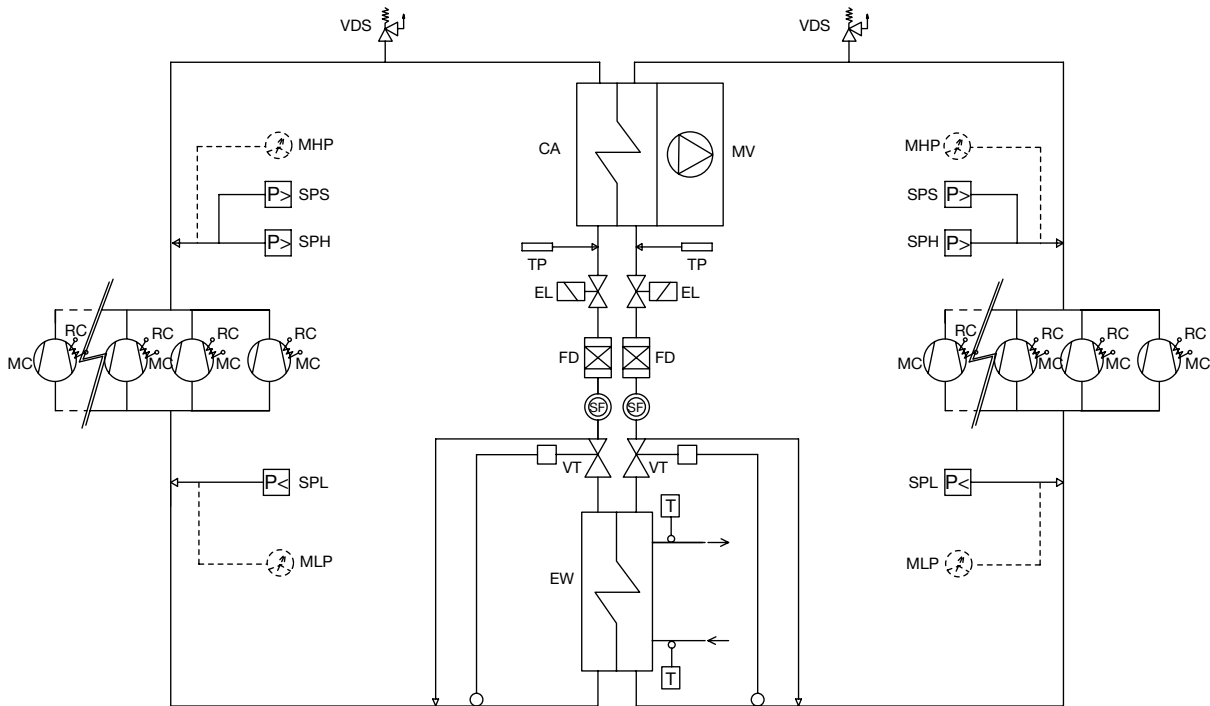 VDS VDS
MHP CA MV MHP
P> SPS SPS P>
P> SPH SPH P>
TP TP
EL EL
RC RC RC RC RC RC RC RC
MC MC MC MC FD FD MC MC MC MC
SF SF
VT VT
P< SPL SPL P<
T
MLP MLP
EW
T